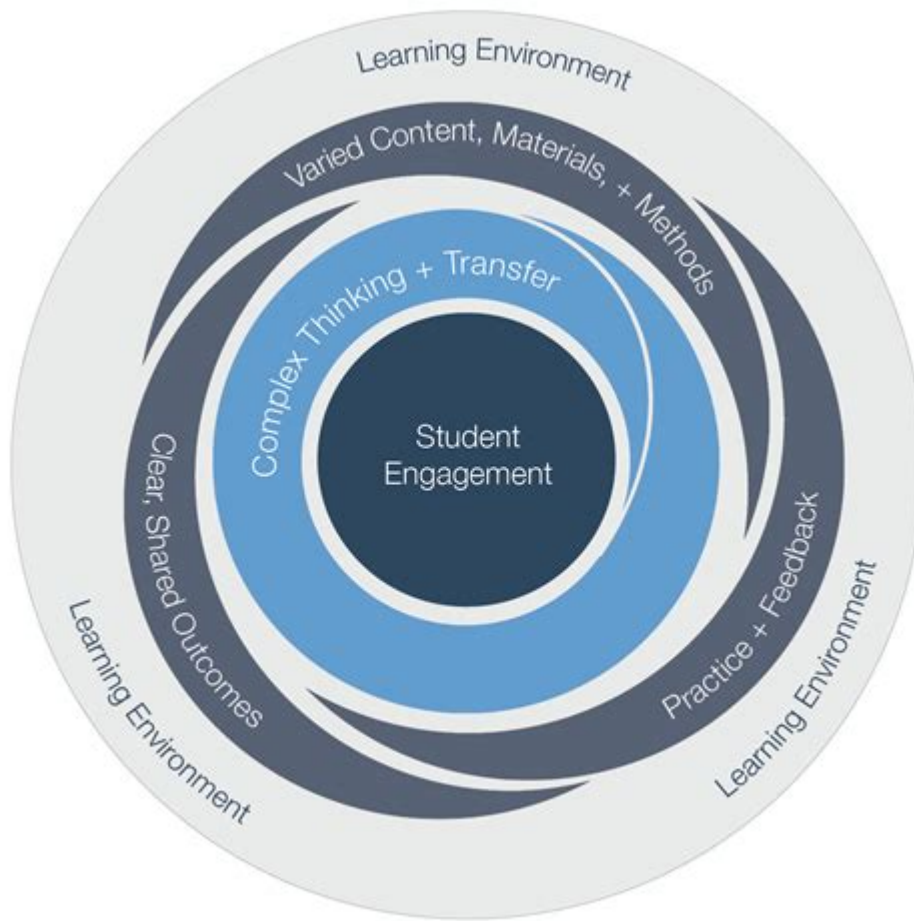 Learning Environment
Varied Content, Materials, + Methods
Complex Thinking + Transfer
Student
Engagement
Clear, Shared Outcomes
Practice + Feedback
Learning Environment
Learning Environment